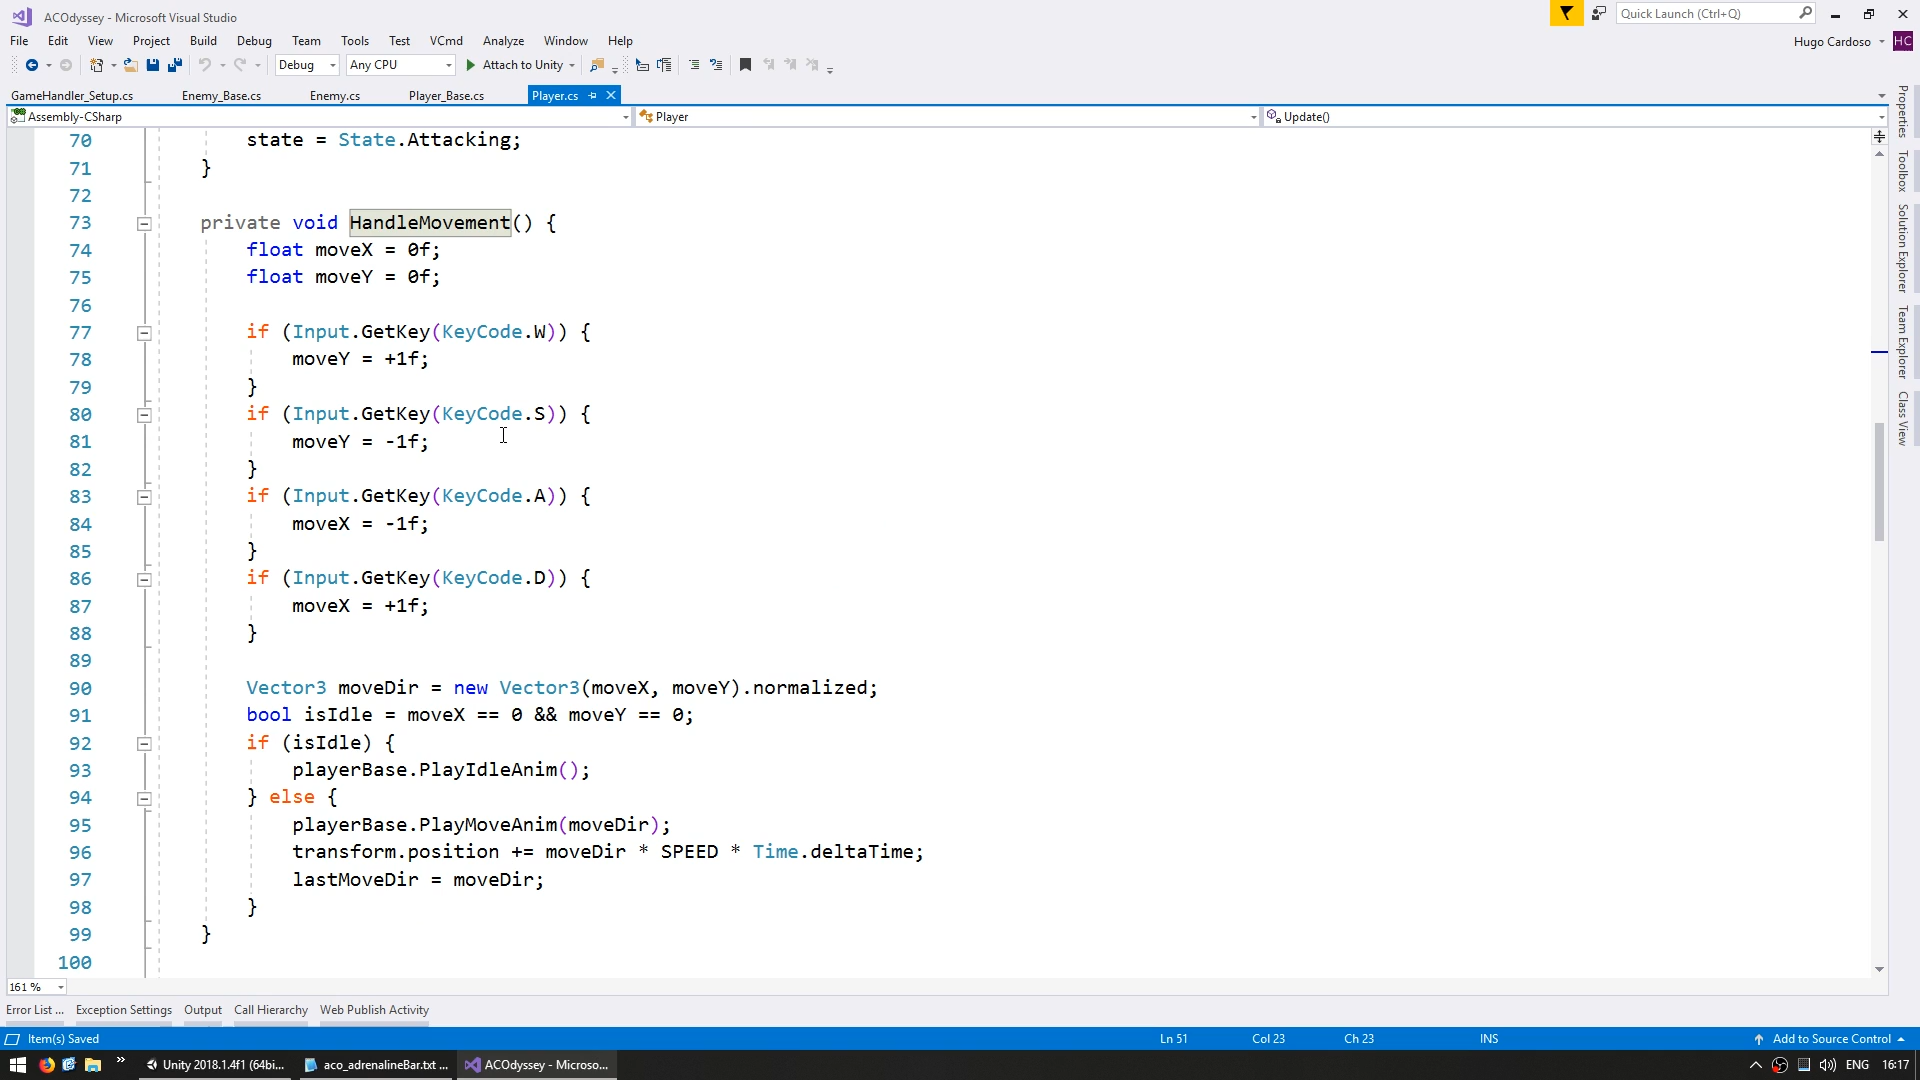 ACOdyssey - Microsoft Visual Studio
Quick Launch (Ctrl+Q)
File Edit View Project Build Debug Team Tools Test VCmd Analyze Window Help
Hugo Cardoso HC
Debug Any CPU Attach to Unity
GameHandler_Setup.cs Enemy_Base.cs Enemy.cs Player_Base.cs Player.cs
Assembly-CSharp Player Update()
70 state = State.Attacking;
71 }
72
73 private void HandleMovement() {
74 float moveX = 0f;
75 float moveY = 0f;
76
77 if (Input.GetKey(KeyCode.W)) {
78 moveY = +1f;
79 }
80 if (Input.GetKey(KeyCode.S)) {
81 moveY = -1f;
82 }
83 if (Input.GetKey(KeyCode.A)) {
84 moveX = -1f;
85 }
86 if (Input.GetKey(KeyCode.D)) {
87 moveX = +1f;
88 }
89
90 Vector3 moveDir = new Vector3(moveX, moveY).normalized;
91 bool isIdle = moveX == 0 && moveY == 0;
92 if (isIdle) {
93 playerBase.PlayIdleAnim();
94 } else {
95 playerBase.PlayMoveAnim(moveDir);
96 transform.position += moveDir * SPEED * Time.deltaTime;
97 lastMoveDir = moveDir;
98 }
99 }
100
Properties
Toolbox
Solution Explorer
Team Explorer
Class View
161 %
Error List ... Exception Settings Output Call Hierarchy Web Publish Activity
Item(s) Saved Ln 51 Col 23 Ch 23 INS Add to Source Control
Unity 2018.1.4f1 (64bi... aco_adrenalineBar.txt ... ACOdyssey - Microso... ENG 16:17